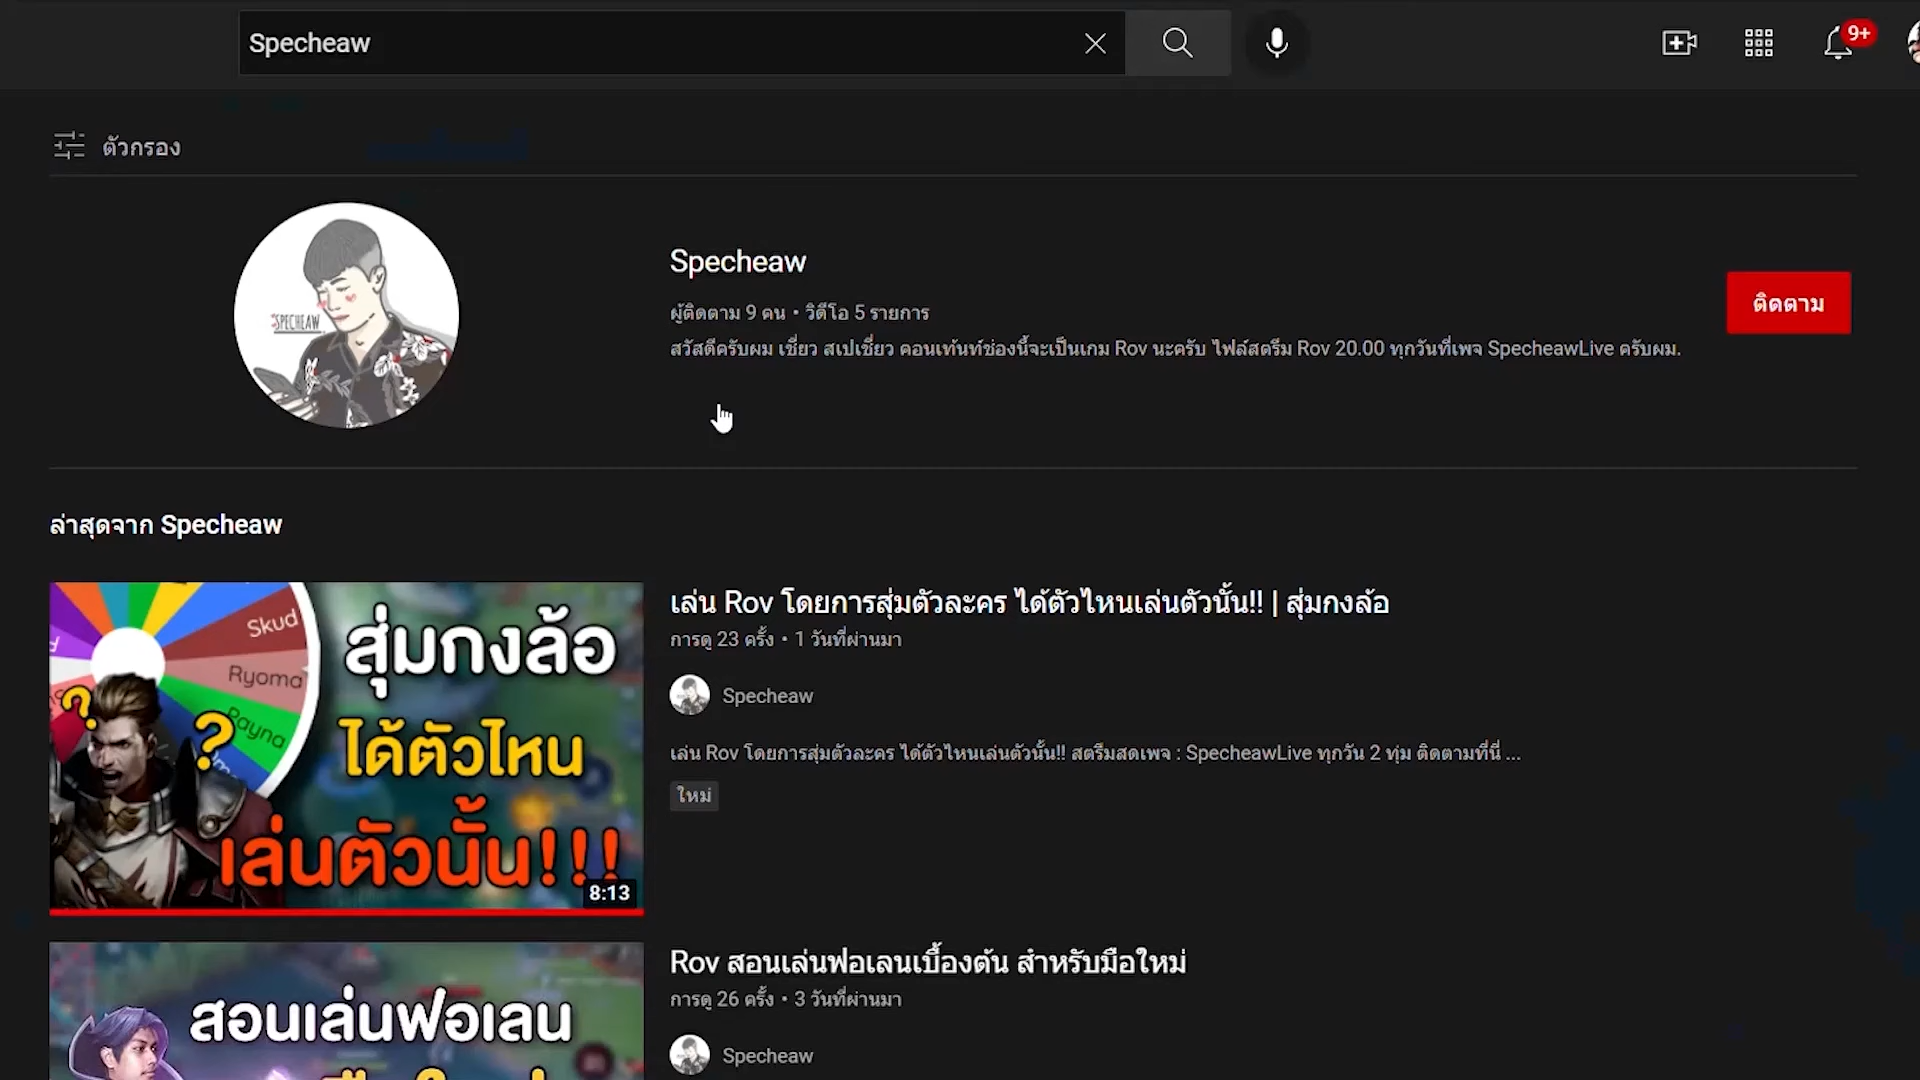 Specheaw
9+
ตัวกรอง
SPECHEAW
Specheaw
ผู้ติดตาม 9 คน • วิดีโอ 5 รายการ
สวัสดีครับผม เชี่ยว สเปเชี่ยว คอนเท้นท์ช่องนี้จะเป็นเกม Rov นะครับ ไฟล์สตรีม Rov 20.00 ทุกวันที่เพจ SpecheawLive ครับผม.
ติดตาม
ล่าสุดจาก Specheaw
Skud
Ryoma
Rayna
สุ่มกงล้อ
ได้ตัวไหน
เล่นตัวนั้น!!!
8:13
เล่น Rov โดยการสุ่มตัวละคร ได้ตัวไหนเล่นตัวนั้น!! | สุ่มกงล้อ
การดู 23 ครั้ง • 1 วันที่ผ่านมา
Specheaw
เล่น Rov โดยการสุ่มตัวละคร ได้ตัวไหนเล่นตัวนั้น!! สตรีมสดเพจ : SpecheawLive ทุกวัน 2 ทุ่ม ติดตามที่นี่ ...
ใหม่
สอนเล่นฟอเลน
Rov สอนเล่นฟอเลนเบื้องต้น สำหรับมือใหม่
การดู 26 ครั้ง • 3 วันที่ผ่านมา
Specheaw